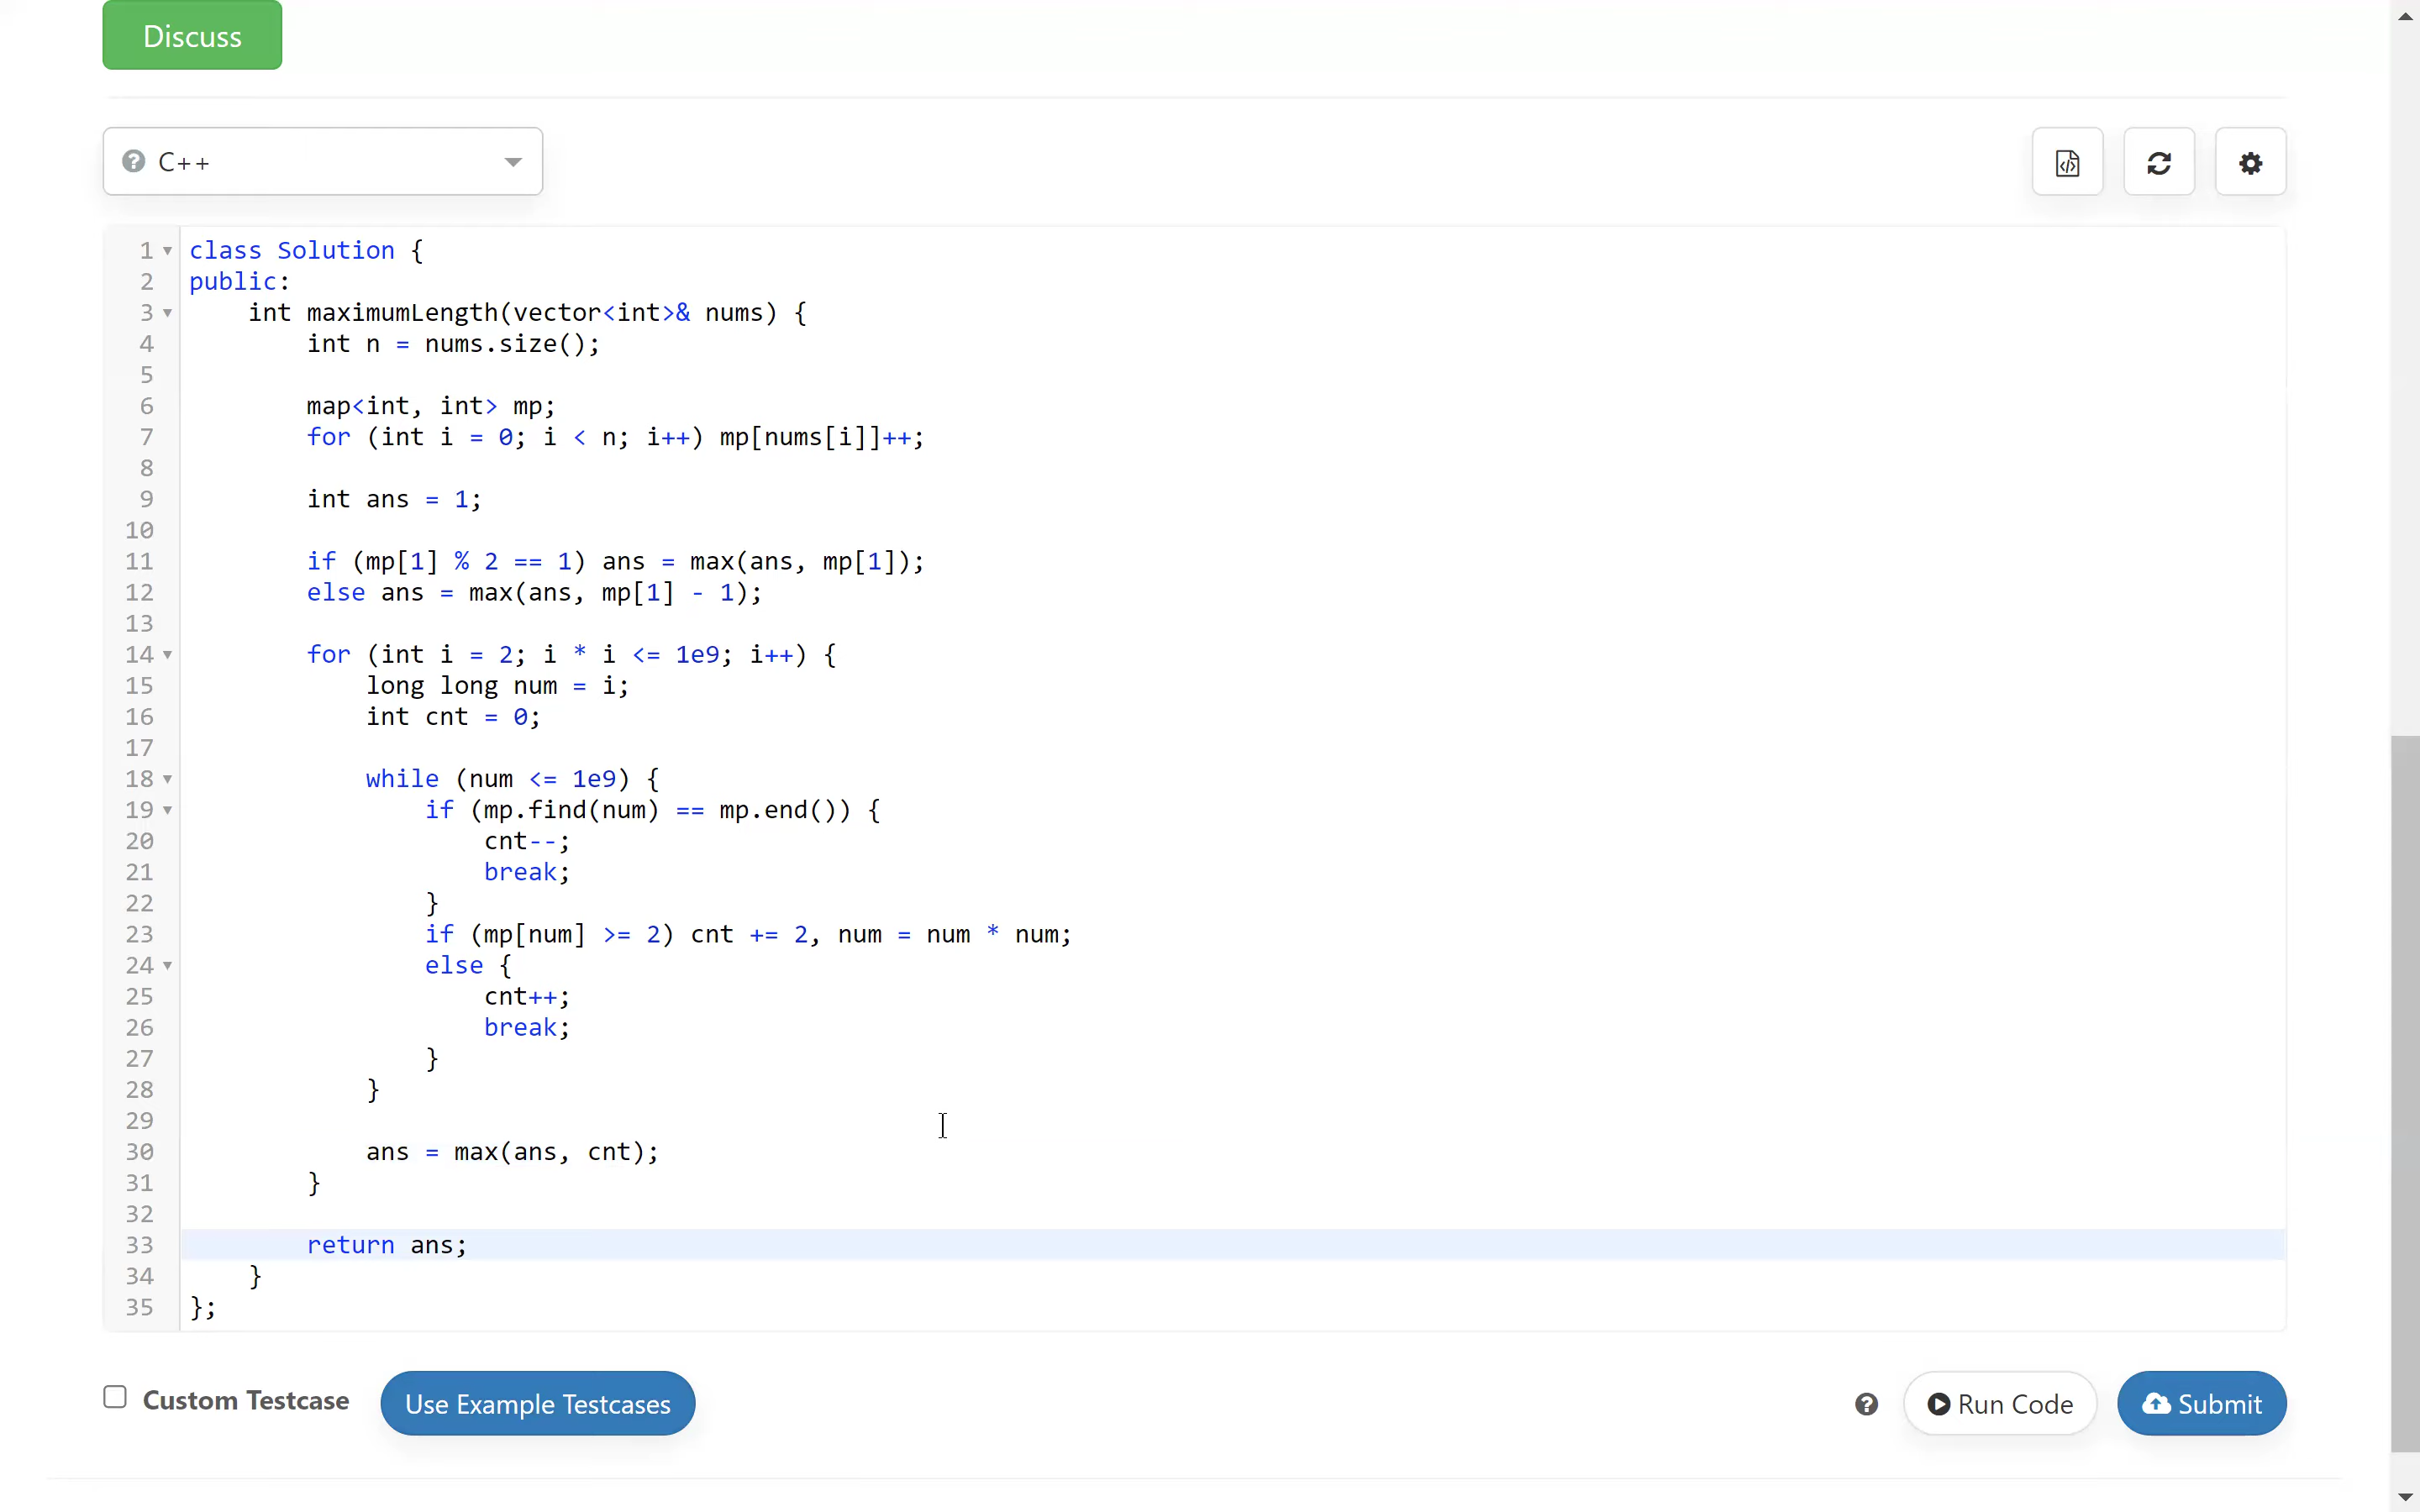 Discuss
C++
1 class Solution {
2 public:
3     int maximumLength(vector<int>& nums) {
4         int n = nums.size();
5
6         map<int, int> mp;
7         for (int i = 0; i < n; i++) mp[nums[i]]++;
8
9         int ans = 1;
10
11         if (mp[1] % 2 == 1) ans = max(ans, mp[1]);
12         else ans = max(ans, mp[1] - 1);
13
14         for (int i = 2; i * i <= 1e9; i++) {
15             long long num = i;
16             int cnt = 0;
17
18             while (num <= 1e9) {
19                 if (mp.find(num) == mp.end()) {
20                     cnt--;
21                     break;
22                 }
23                 if (mp[num] >= 2) cnt += 2, num = num * num;
24                 else {
25                     cnt++;
26                     break;
27                 }
28             }
29
30             ans = max(ans, cnt);
31         }
32
33         return ans;
34     }
35 };
Custom Testcase Use Example Testcases Run Code Submit